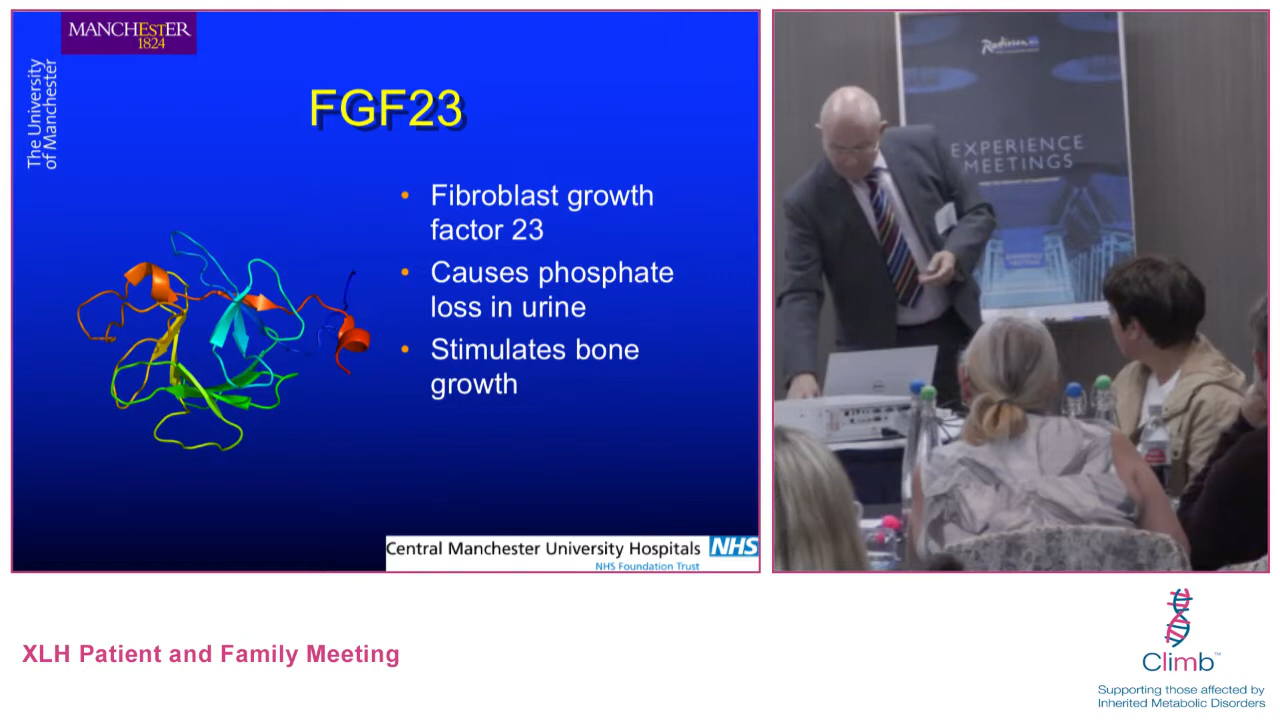 MANCHESTER
1824
The University
of Manchester
FGF23
• Fibroblast growth
factor 23
• Causes phosphate
loss in urine
• Stimulates bone
growth
Central Manchester University Hospitals NHS
NHS Foundation Trust
Radisson
EXPERIENCE
MEETINGS
XLH Patient and Family Meeting
Climb™
Supporting those affected by
Inherited Metabolic Disorders